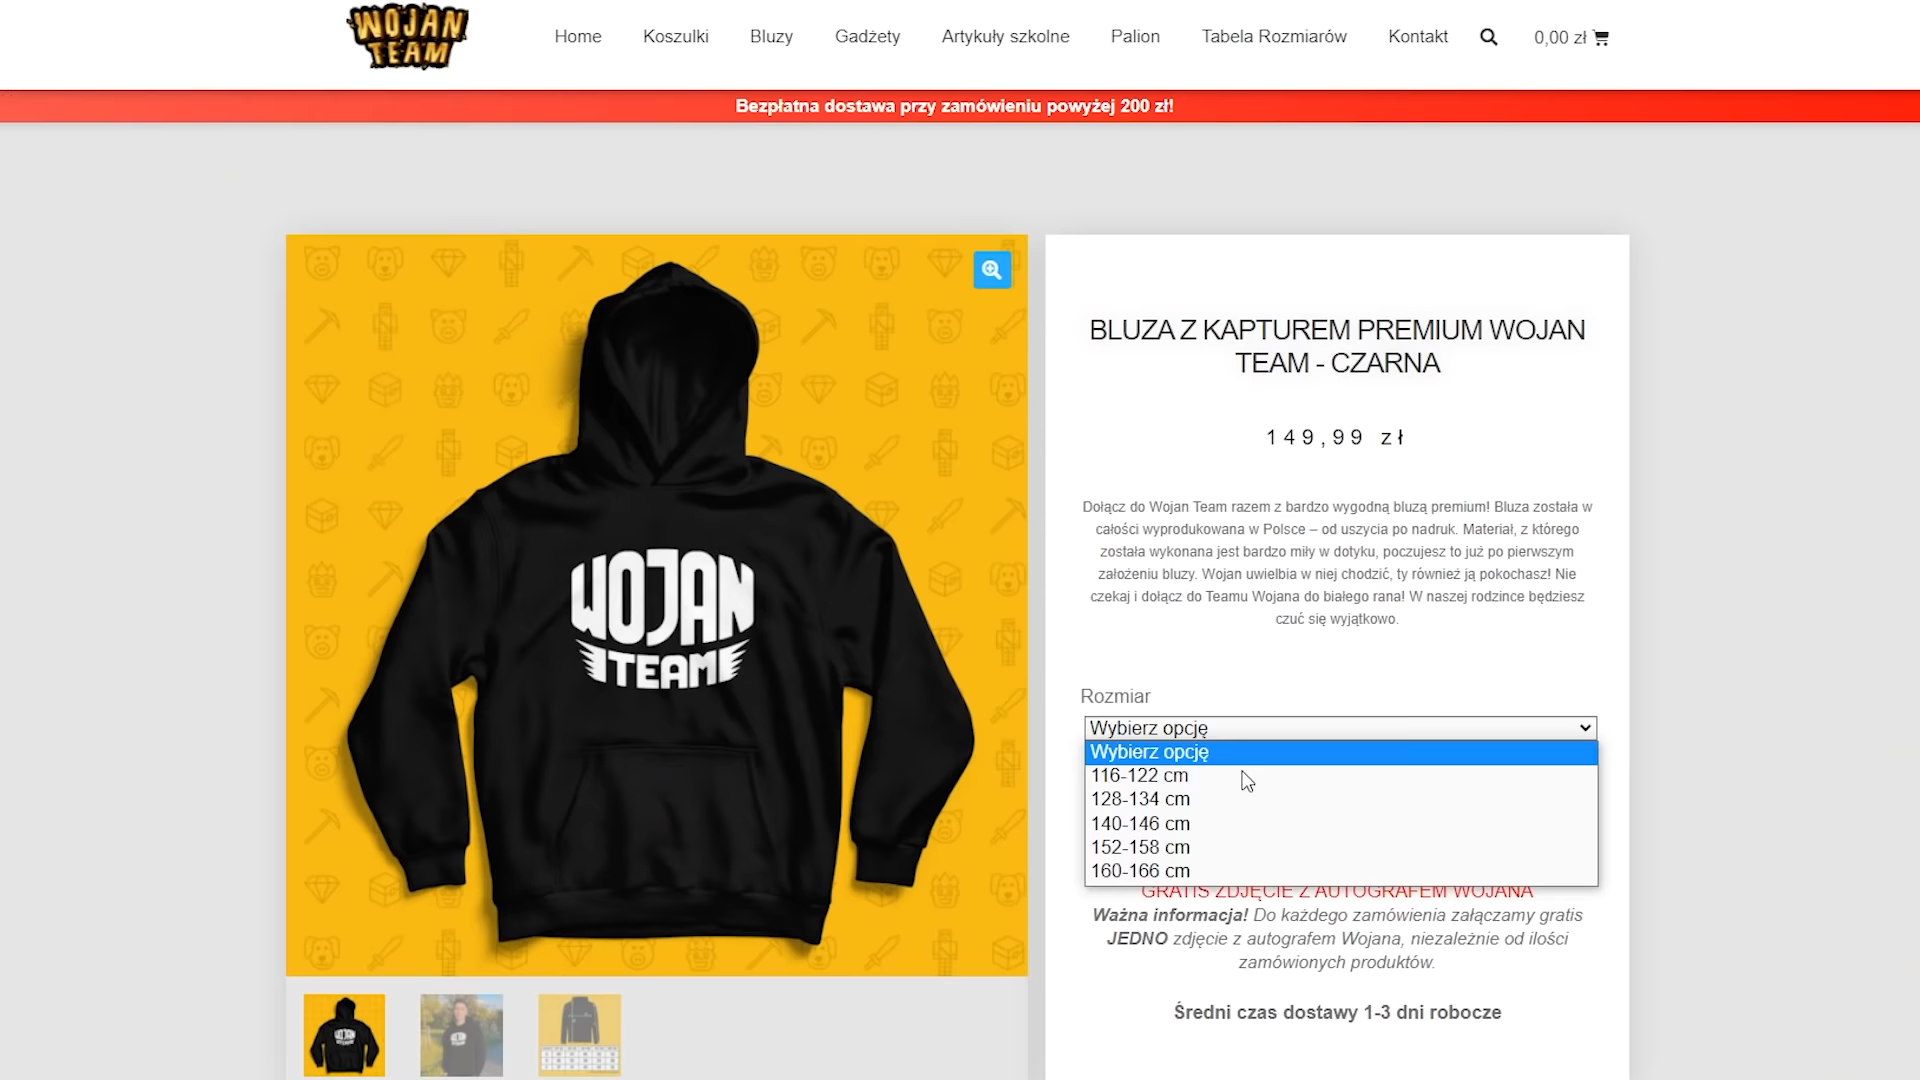 WOJAN
TEAM
Home
Koszulki
Bluzy
Gadżety
Artykuły szkolne
Palion
Tabela Rozmiarów
Kontakt
0,00 zł
Bezpłatna dostawa przy zamówieniu powyżej 200 zł!
WOJAN
TEAM
BLUZA Z KAPTUREM PREMIUM WOJAN
TEAM - CZARNA
149,99 zł
Dołącz do Wojan Team razem z bardzo wygodną bluzą premium! Bluza została w
całości wyprodukowana w Polsce – od uszycia po nadruk. Materiał, z którego
została wykonana jest bardzo miły w dotyku, poczujesz to już po pierwszym
założeniu bluzy. Wojan uwielbia w niej chodzić, ty również ją pokochasz! Nie
czekaj i dołącz do Teamu Wojana do białego rana! W naszej rodzince będziesz
czuć się wyjątkowo.
Rozmiar
Wybierz opcję
Wybierz opcję
116-122 cm
128-134 cm
140-146 cm
152-158 cm
160-166 cm
GRATIS ZDJĘCIE Z AUTOGRAFEM WOJANA
Ważna informacja! Do każdego zamówienia załączamy gratis
JEDNO zdjęcie z autografem Wojana, niezależnie od ilości
zamówionych produktów.
Średni czas dostawy 1-3 dni robocze
WOJAN
TEAM